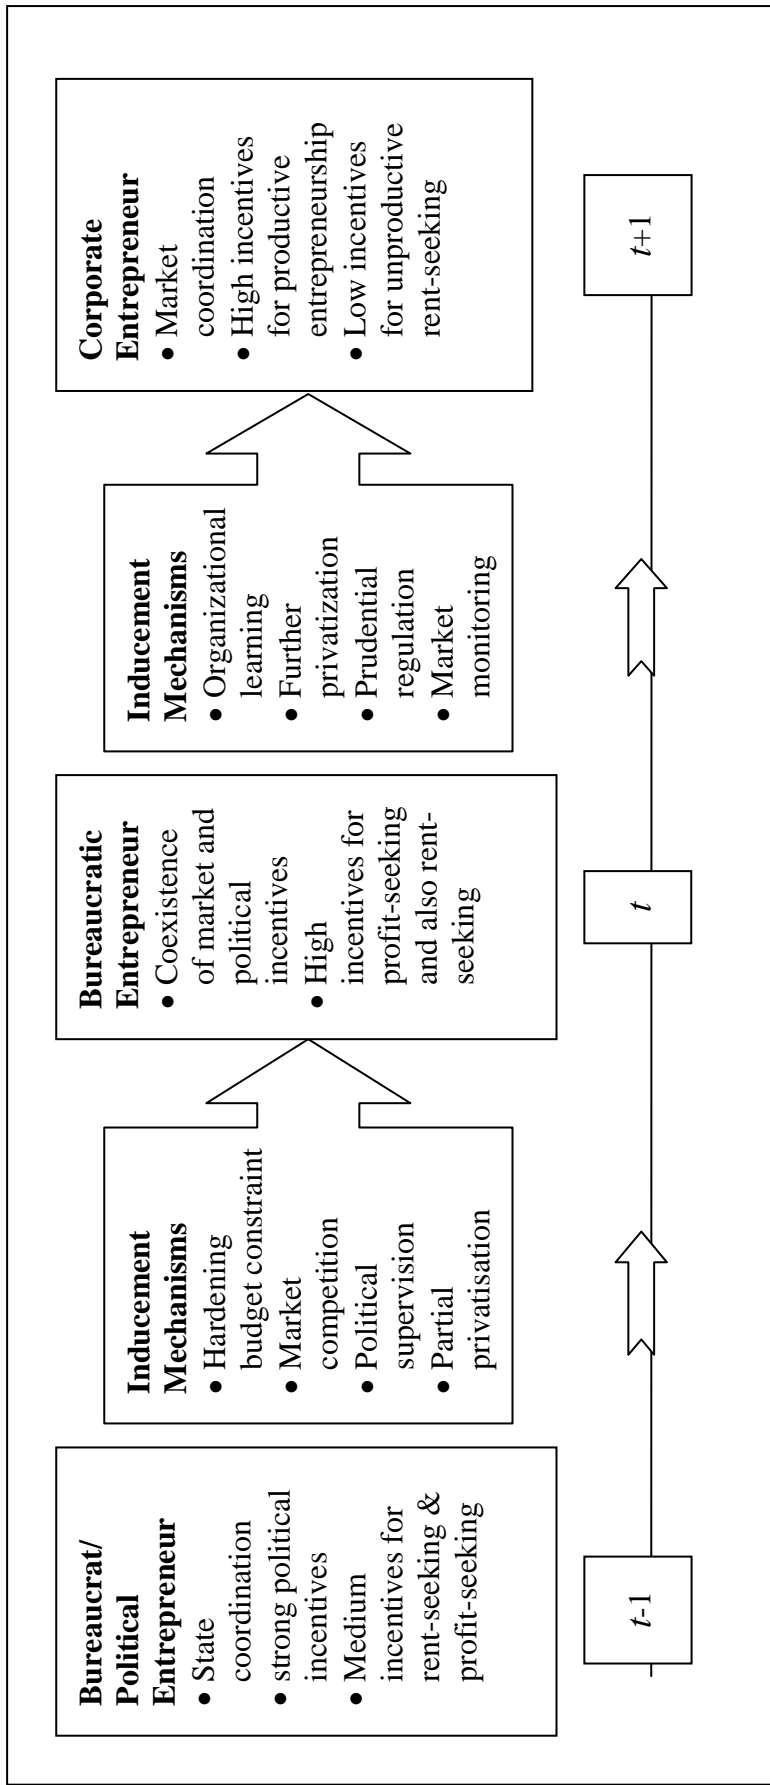 Bureaucrat/
Political
Entrepreneur
• State
coordination
• strong political
incentives
• Medium
incentives for
rent-seeking &
profit-seeking
Inducement
Mechanisms
• Hardening
budget constraint
• Market
competition
• Political
supervision
• Partial
privatisation
Bureaucratic
Entrepreneur
• Coexistence
of market and
political
incentives
• High
incentives for
profit-seeking
and also rent-
seeking
Inducement
Mechanisms
• Organizational
learning
• Further
privatization
• Prudential
regulation
• Market
monitoring
Corporate
Entrepreneur
• Market
coordination
• High incentives
for productive
entrepreneurship
• Low incentives
for unproductive
rent-seeking
t-1
t
t+1